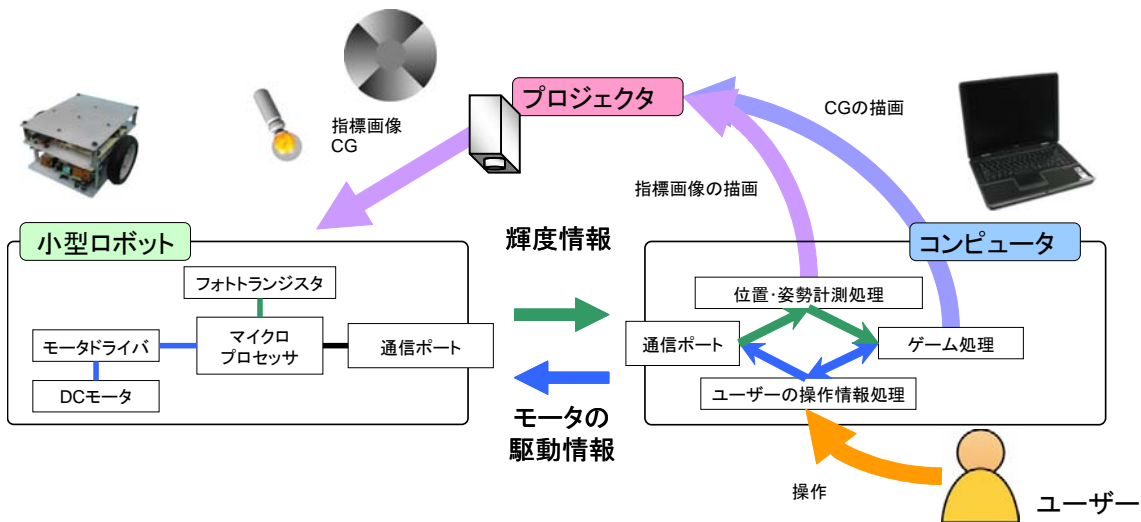 プロジェクタ
CGの描画
指標画像
CG
指標画像の描画
小型ロボット
輝度情報
コンピュータ
フォトトランジスタ
位置・姿勢計測処理
モータドライバ
マイクロ
プロセッサ
通信ポート
通信ポート
ゲーム処理
DCモータ
ユーザーの操作情報処理
モータの
駆動情報
操作
ユーザー